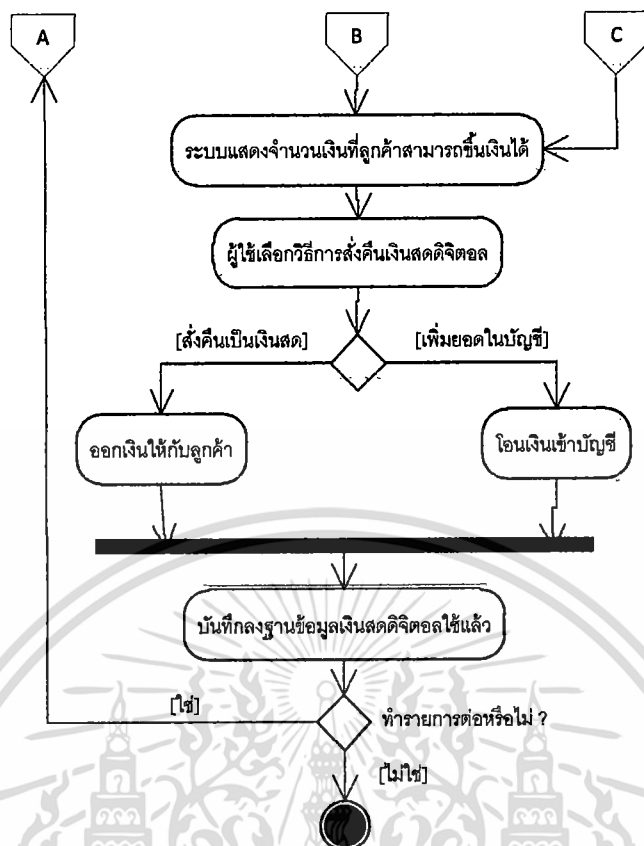 A
B
C
ระบบแสดงจำนวนเงินที่ลูกค้าสามารถขึ้นเงินได้
ผู้ใช้เลือกวิธีการสั่งคืนเงินสดดิจิตอล
[สั่งคืนเป็นเงินสด]
[เพิ่มยอดในบัญชี]
ออกเงินให้กับลูกค้า
โอนเงินเข้าบัญชี
บันทึกลงฐานข้อมูลเงินสดดิจิตอลใช้แล้ว
[ใช่]
ทำรายการต่อหรือไม่ ?
[ไม่ใช่]